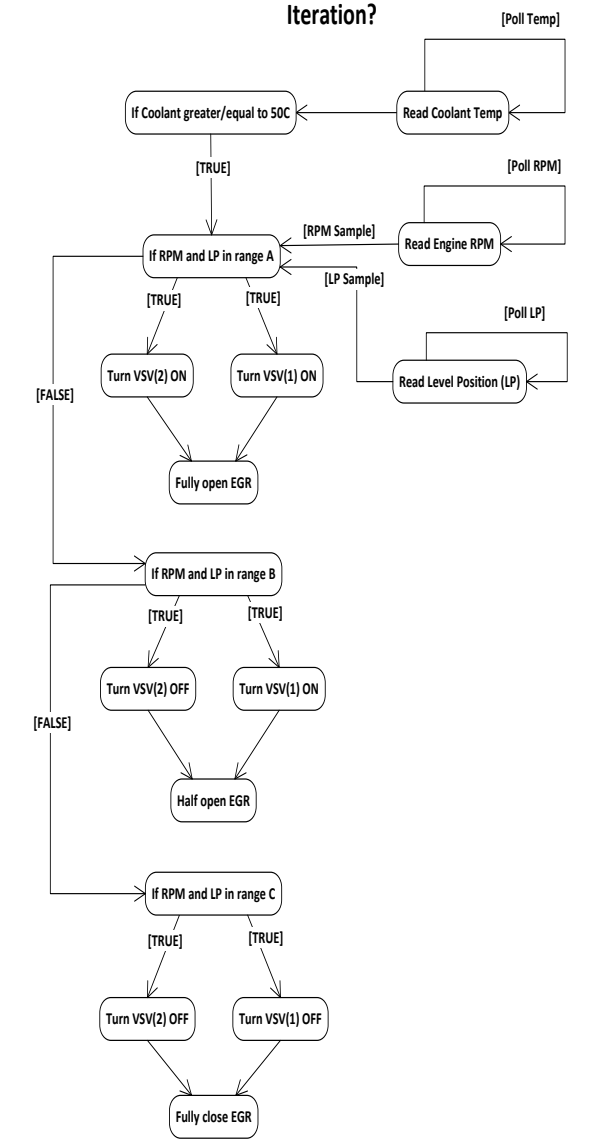 Iteration?
[Poll Temp]
If Coolant greater/equal to 50C
Read Coolant Temp
[TRUE]
[Poll RPM]
[RPM Sample]
Read Engine RPM
If RPM and LP in range A
[LP Sample]
[TRUE]
[TRUE]
[Poll LP]
Turn VSV(2) ON
Turn VSV(1) ON
Read Level Position (LP)
[FALSE]
Fully open EGR
If RPM and LP in range B
[TRUE]
[TRUE]
Turn VSV(2) OFF
Turn VSV(1) ON
[FALSE]
Half open EGR
If RPM and LP in range C
[TRUE]
[TRUE]
Turn VSV(2) OFF
Turn VSV(1) OFF
Fully close EGR